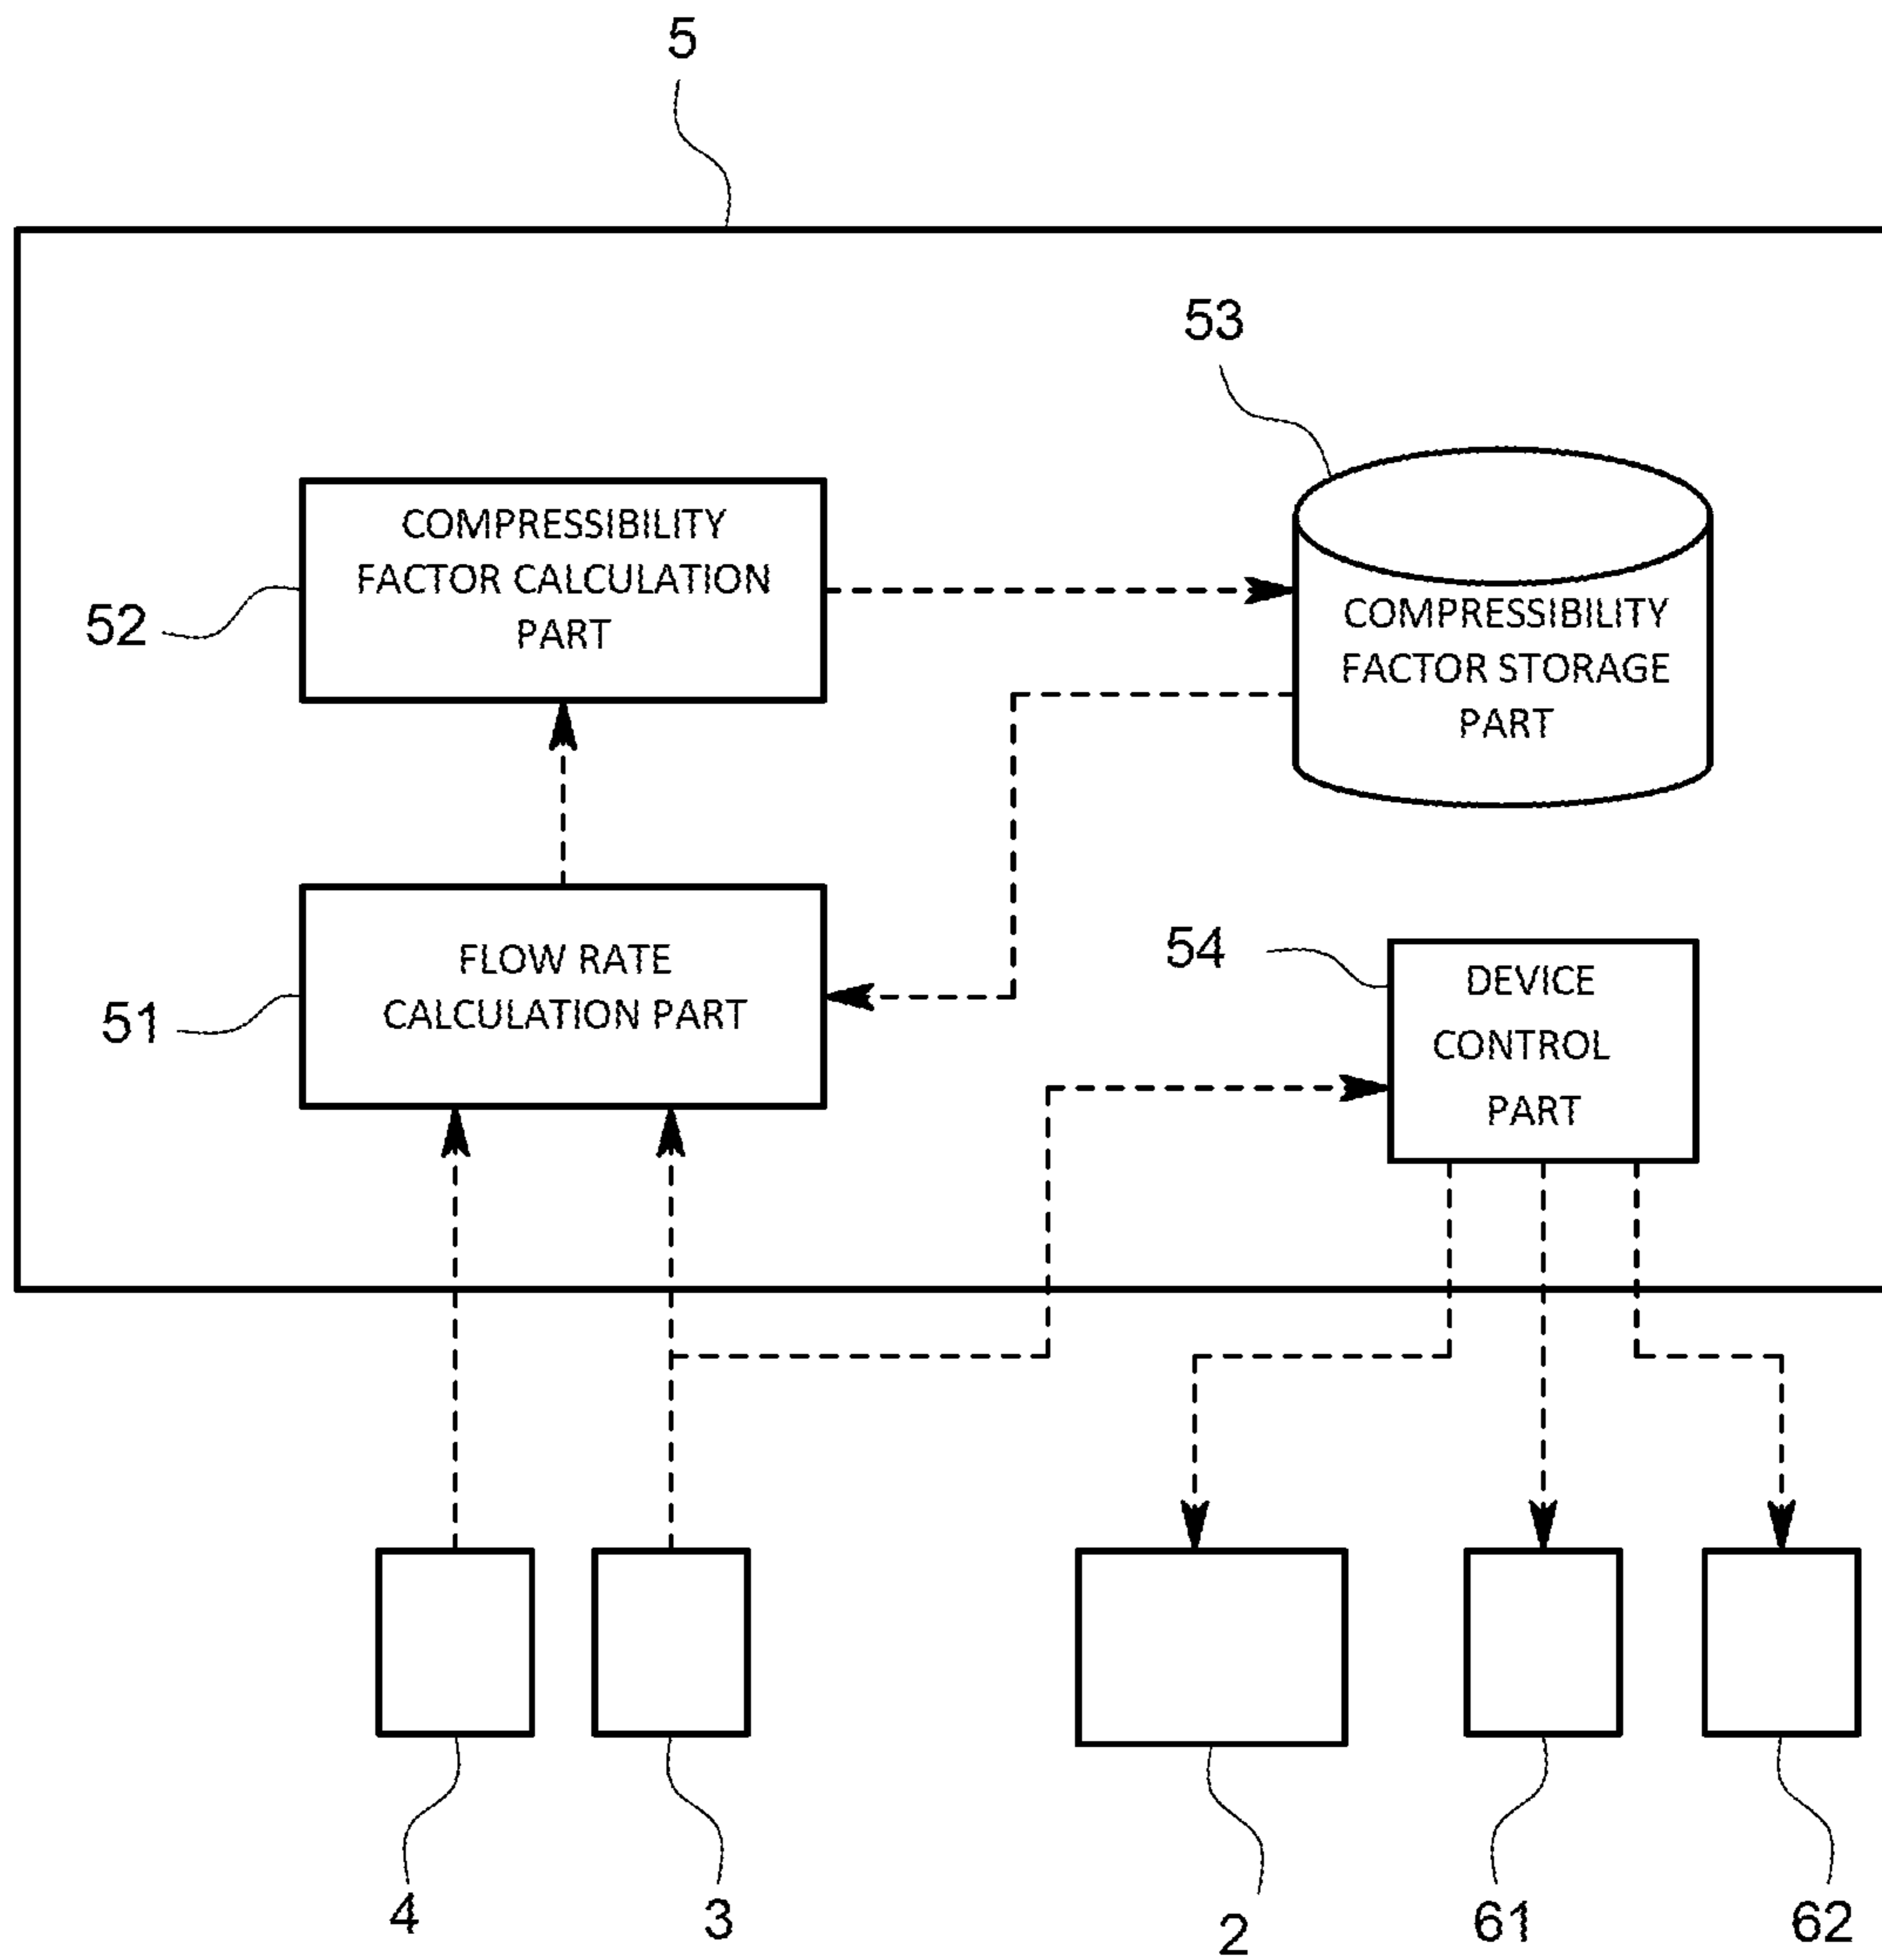 5
53
COMPRESSIBILITY
FACTOR CALCULATION
PART
52
COMPRESSIBILITY
FACTOR STORAGE
PART
FLOW RATE
CALCULATION PART
51
54
DEVICE
CONTROL
PART
4
3
2
61
62